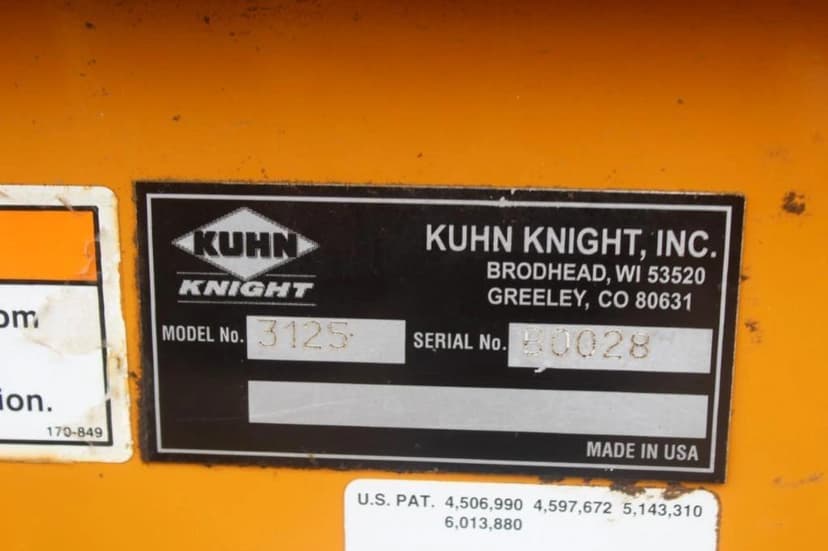 KUHN
KNIGHT
KUHN KNIGHT, INC.
BRODHEAD, WI 53520
GREELEY, CO 80631
MODEL No. 3125
SERIAL No. B0028
MADE IN USA
om
ion.
170-849
U.S. PAT. 4,506,990 4,597,672 5,143,310
6,013,880